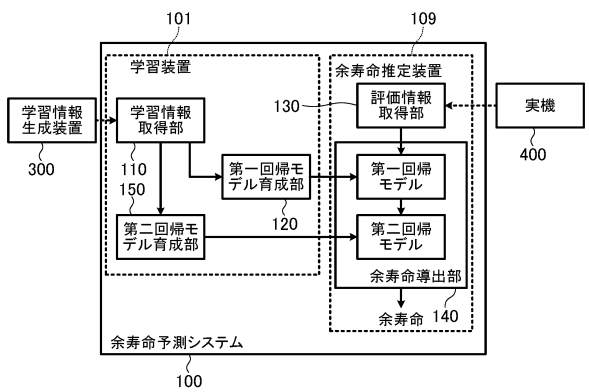 101
109
学習装置
余寿命推定装置
学習情報
生成装置
300
学習情報
取得部
110
130
評価情報
取得部
実機
400
第一回帰モ
デル育成部
120
第一回帰
モデル
150
第二回帰モ
デル育成部
第二回帰
モデル
余寿命導出部
余寿命
140
余寿命予測システム
100